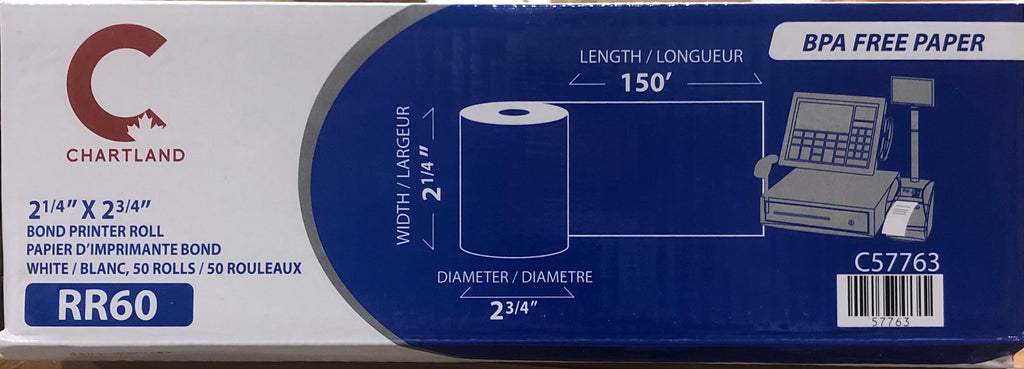 CHARTLAND
2 1/4" X 2 3/4"
BOND PRINTER ROLL
PAPIER D'IMPRIMANTE BOND
WHITE / BLANC, 50 ROLLS / 50 ROULEAUX
RR60
BPA FREE PAPER
LENGTH / LONGUEUR
150'
WIDTH / LARGEUR
2 1/4"
DIAMETER / DIAMETRE
2 3/4"
C57763
57763